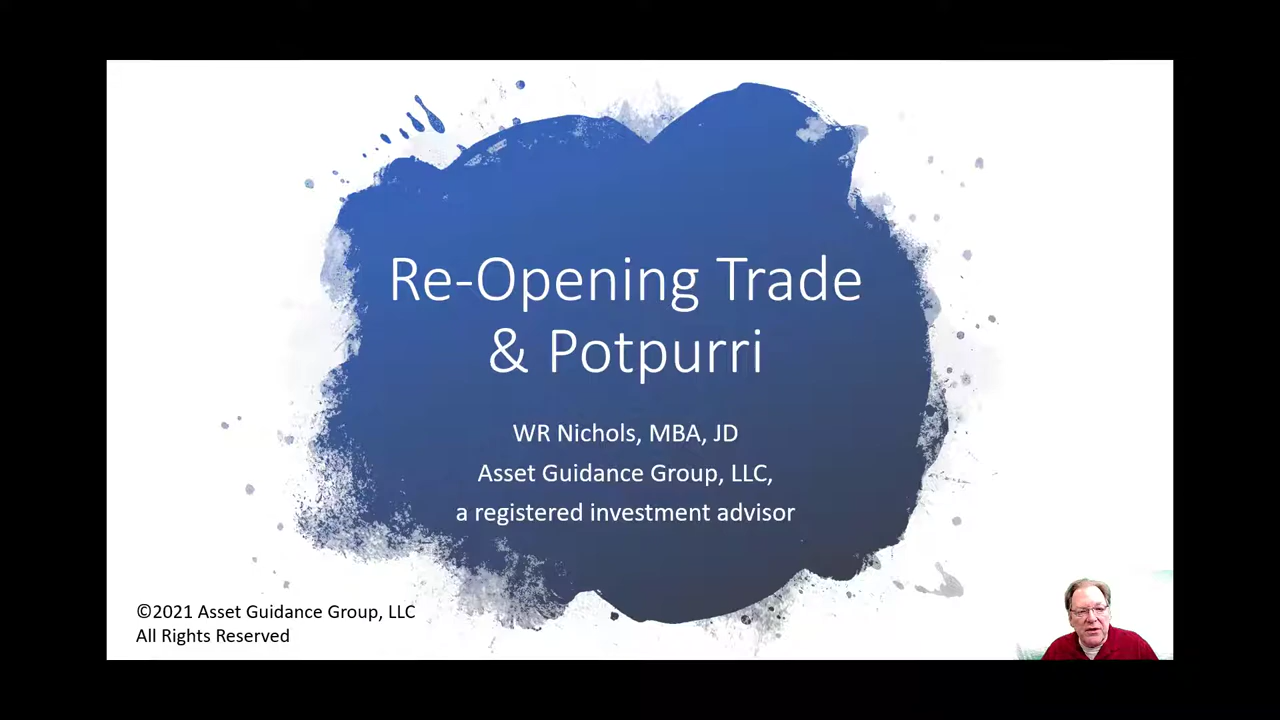 Re-Opening Trade
& Potpurri
WR Nichols, MBA, JD
Asset Guidance Group, LLC,
a registered investment advisor
©2021 Asset Guidance Group, LLC
All Rights Reserved